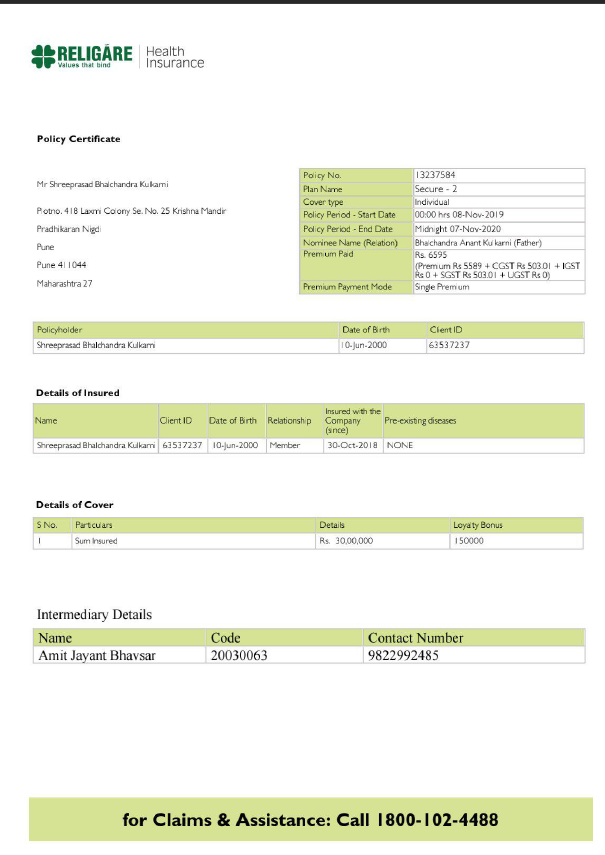 RELIGARE Health
Values that bind Insurance
Policy Certificate
Mr Shreeprasad Bhalchandra Kulkarni
Plotno. 418 Laxmi Colony Se. No. 25 Krishna Mandir
Pradhikaran Nigdi
Pune
Pune 411044
Maharashtra 27
Policy No. 13237584
Plan Name Secure - 2
Cover type Individual
Policy Period - Start Date 00:00 hrs 08-Nov-2019
Policy Period - End Date Midnight 07-Nov-2020
Nominee Name (Relation) Bhalchandra Anant Kulkarni (Father)
Premium Paid Rs. 6595
(Premium Rs 5589 + CGST Rs 503.01 + IGST
Rs 0 + SGST Rs 503.01 + UGST Rs 0)
Premium Payment Mode Single Premium
Policyholder Date of Birth Client ID
Shreeprasad Bhalchandra Kulkarni 10-Jun-2000 63537237
Details of Insured
Name Client ID Date of Birth Relationship Insured with the Company (since) Pre-existing diseases
Shreeprasad Bhalchandra Kulkarni 63537237 10-Jun-2000 Member 30-Oct-2018 NONE
Details of Cover
S No. Particulars Details Loyalty Bonus
1 Sum Insured Rs. 30,00,000 150000
Intermediary Details
Name Code Contact Number
Amit Jayant Bhavsar 20030063 9822992485
for Claims & Assistance: Call 1800-102-4488